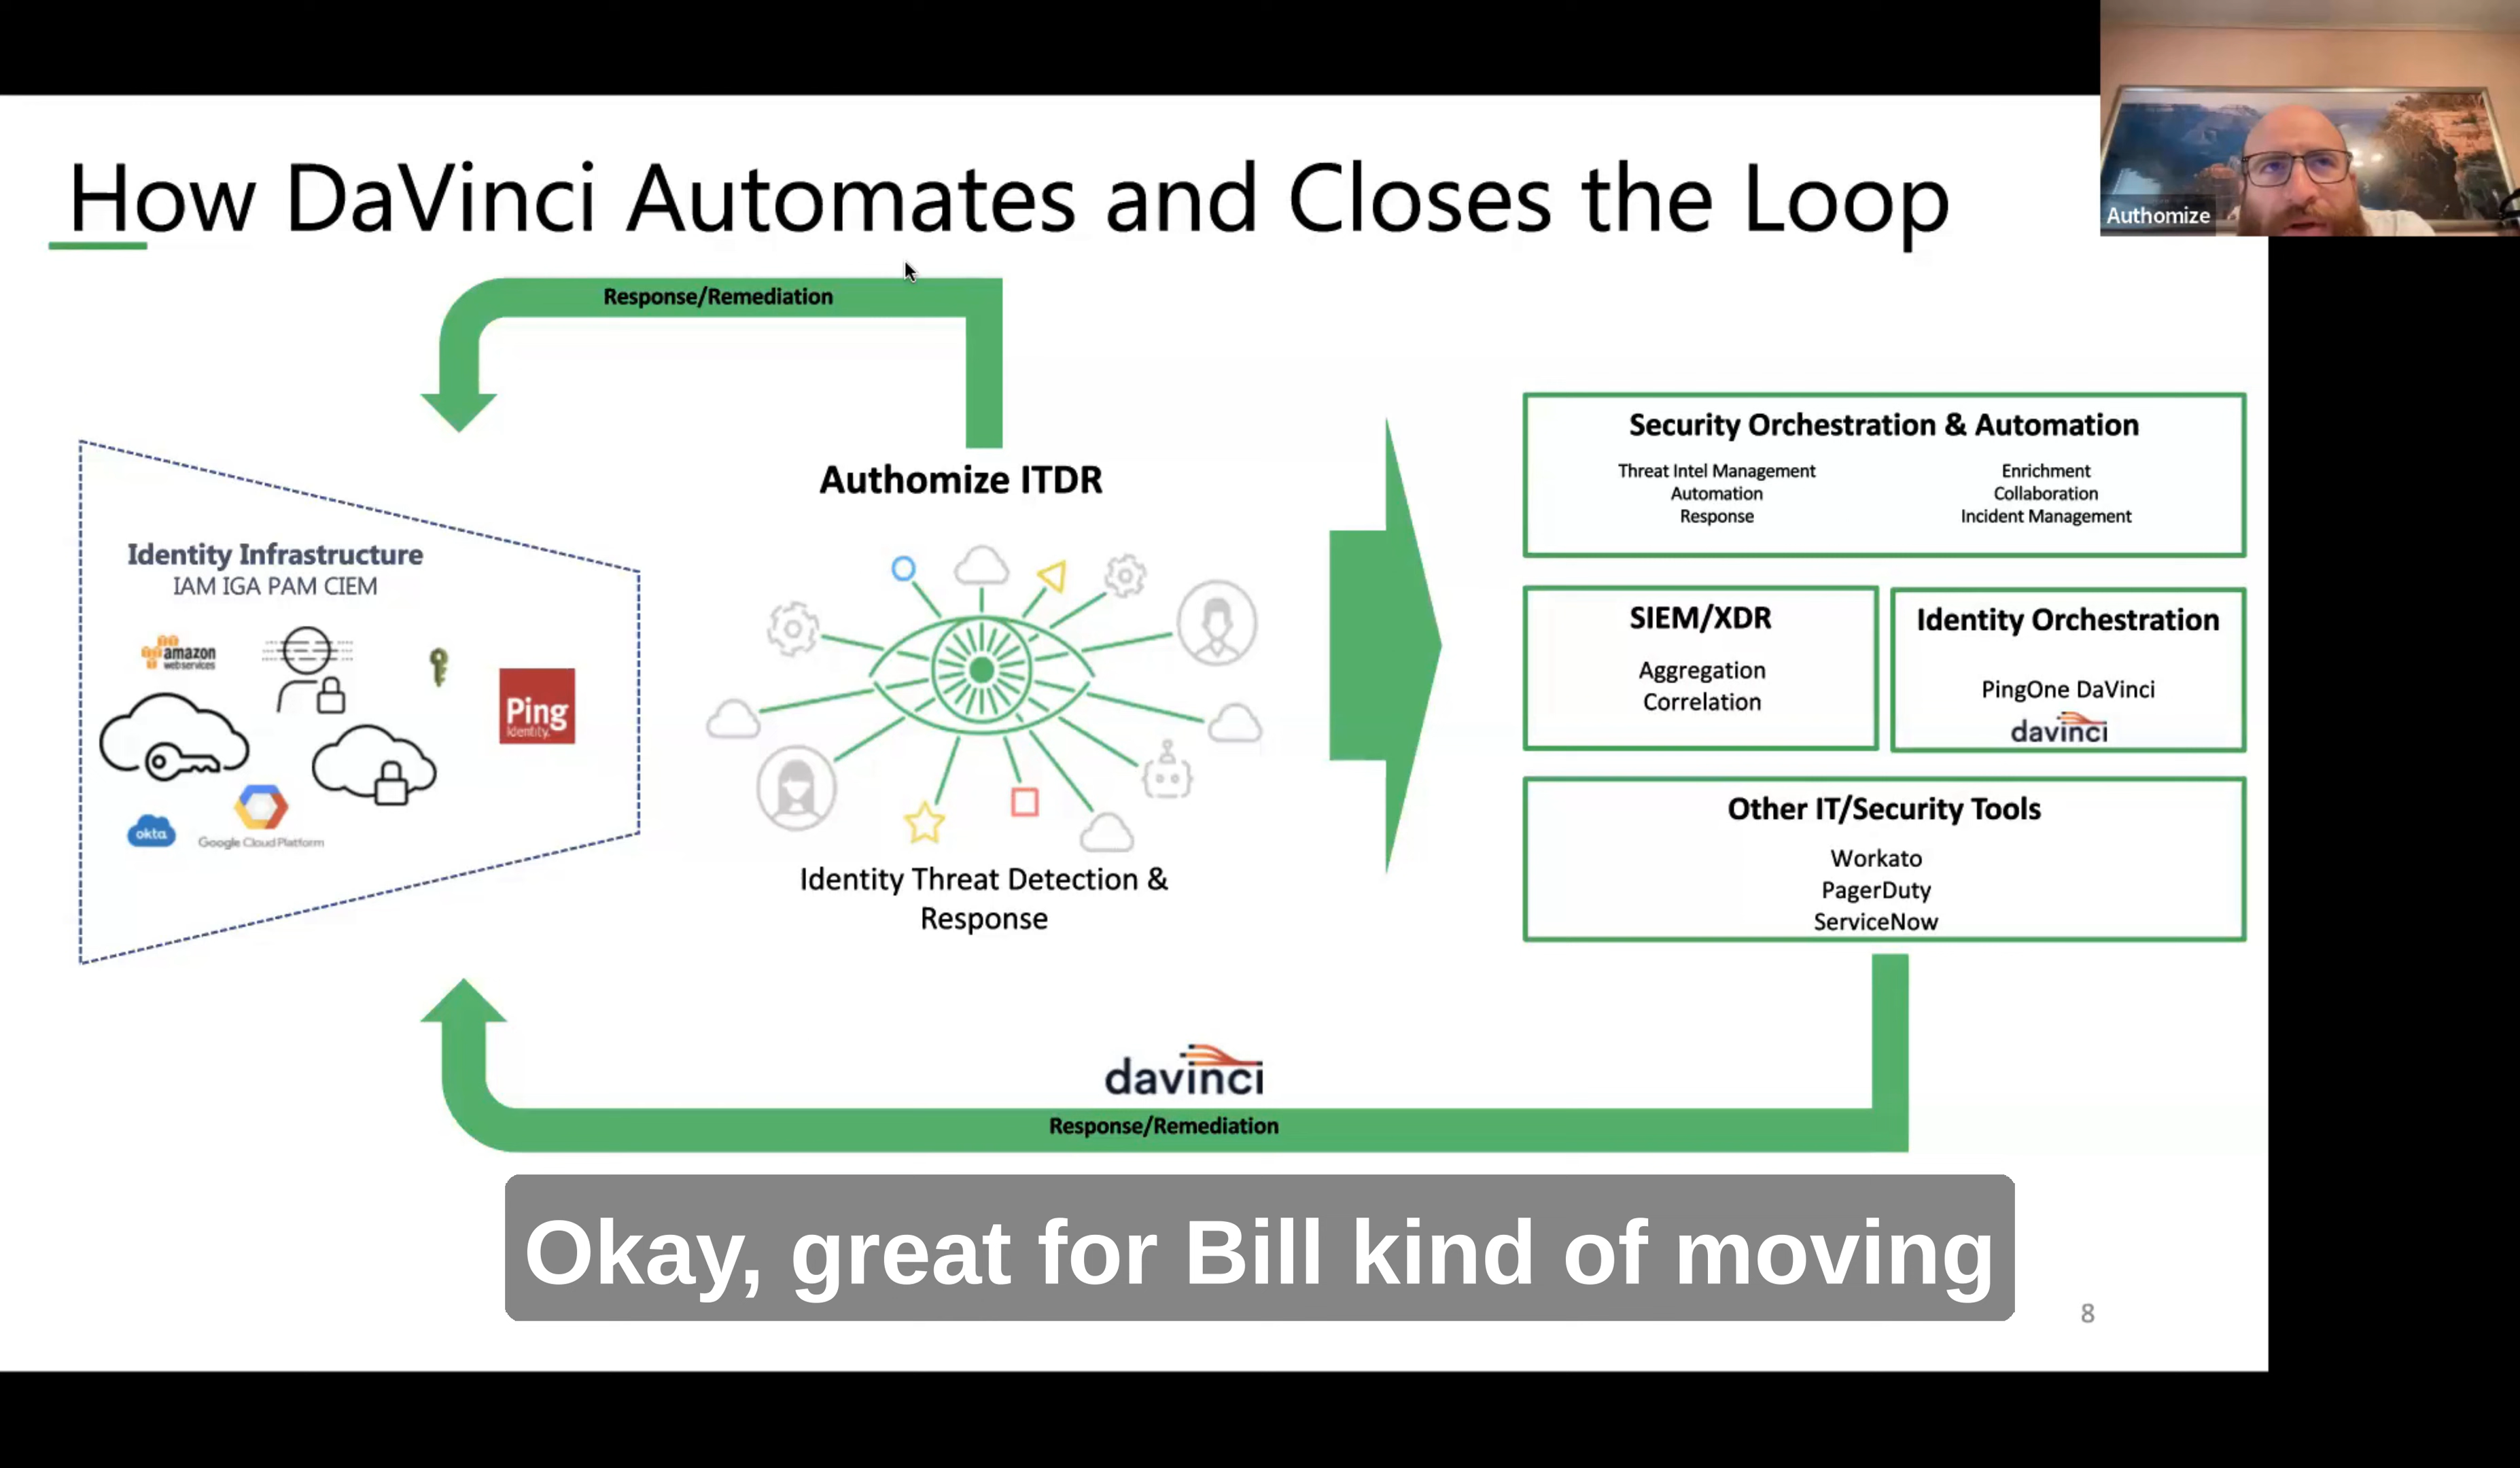 How DaVinci Automates and Closes the Loop
Authomize
Response/Remediation
Identity Infrastructure
IAM IGA PAM CIEM
amazon
webservices
Ping
Identity.
okta
Google Cloud Platform
Authomize ITDR
Identity Threat Detection &
Response
Security Orchestration & Automation
Threat Intel Management
Automation
Response
Enrichment
Collaboration
Incident Management
SIEM/XDR
Aggregation
Correlation
Identity Orchestration
PingOne DaVinci
davinci
Other IT/Security Tools
Workato
PagerDuty
ServiceNow
davinci
Response/Remediation
Okay, great for Bill kind of moving
8